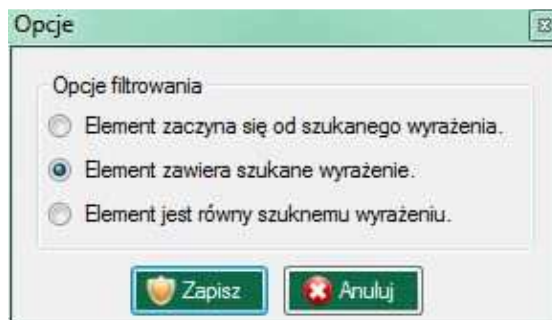 Opcje
Opcje filtrowania
Element zaczyna się od szukanego wyrażenia.
Element zawiera szukane wyrażenie.
Element jest równy szuknemu wyrażeniu.
Zapisz Anuluj